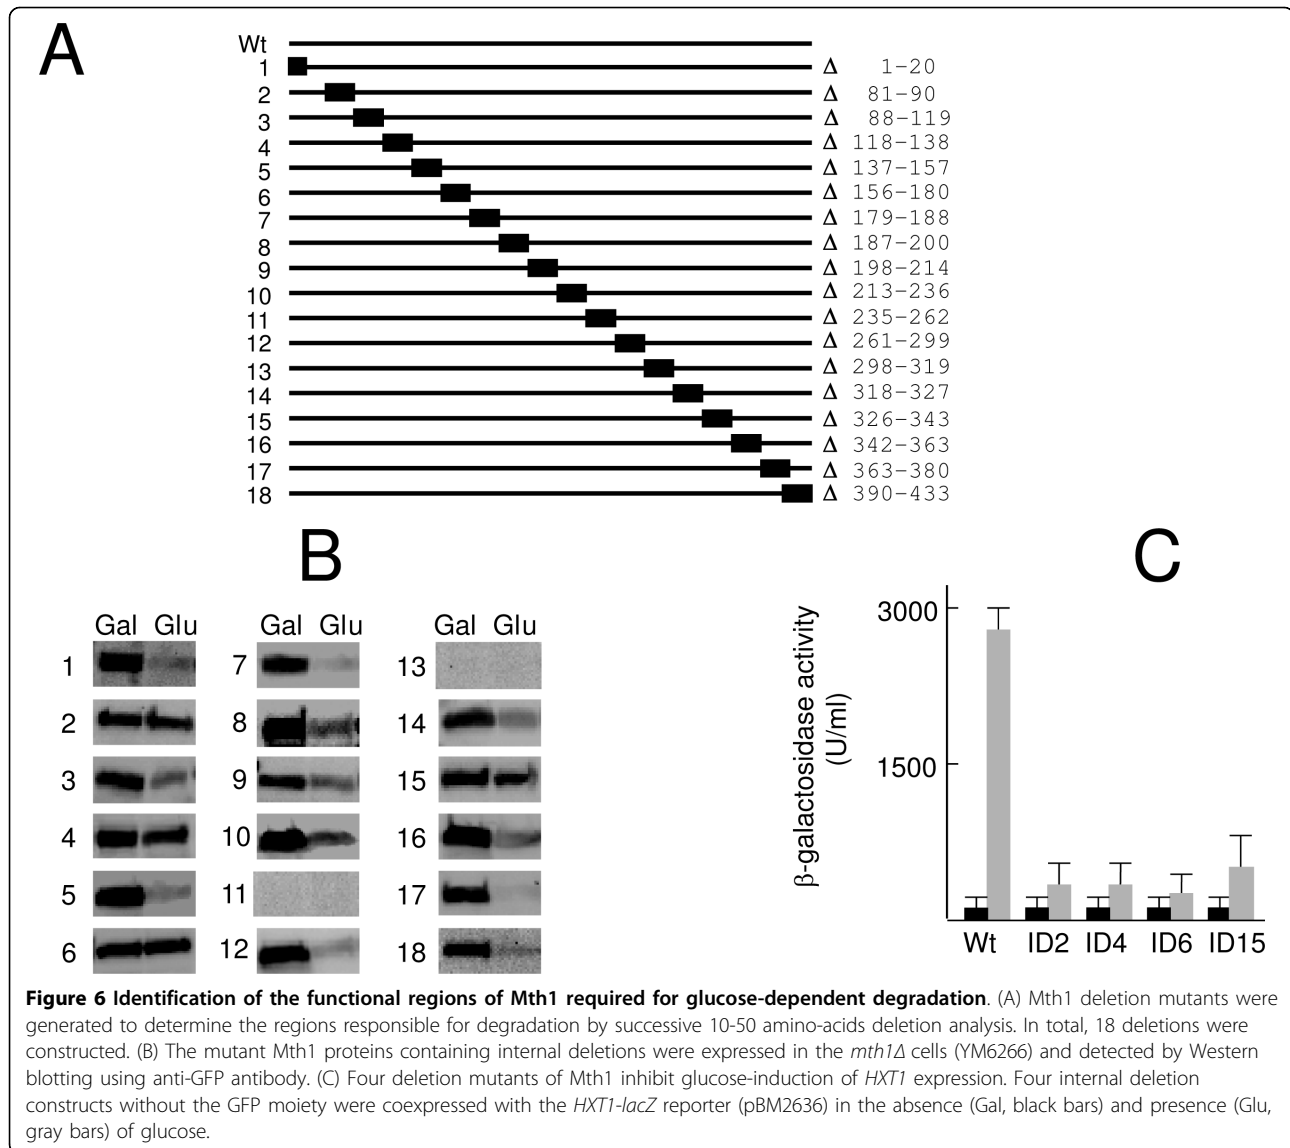 A
Wt
1 Δ 1–20
2 Δ 81–90
3 Δ 88–119
4 Δ 118–138
5 Δ 137–157
6 Δ 156–180
7 Δ 179–188
8 Δ 187–200
9 Δ 198–214
10 Δ 213–236
11 Δ 235–262
12 Δ 261–299
13 Δ 298–319
14 Δ 318–327
15 Δ 326–343
16 Δ 342–363
17 Δ 363–380
18 Δ 390–433
B
Gal Glu
1
2
3
4
5
6
Gal Glu
7
8
9
10
11
12
Gal Glu
13
14
15
16
17
18
C
β-galactosidase activity
(U/ml)
3000
1500
Wt ID2 ID4 ID6 ID15
Figure 6 Identification of the functional regions of Mth1 required for glucose-dependent degradation. (A) Mth1 deletion mutants were
generated to determine the regions responsible for degradation by successive 10-50 amino-acids deletion analysis. In total, 18 deletions were
constructed. (B) The mutant Mth1 proteins containing internal deletions were expressed in the mth1Δ cells (YM6266) and detected by Western
blotting using anti-GFP antibody. (C) Four deletion mutants of Mth1 inhibit glucose-induction of HXT1 expression. Four internal deletion
constructs without the GFP moiety were coexpressed with the HXT1-lacZ reporter (pBM2636) in the absence (Gal, black bars) and presence (Glu,
gray bars) of glucose.